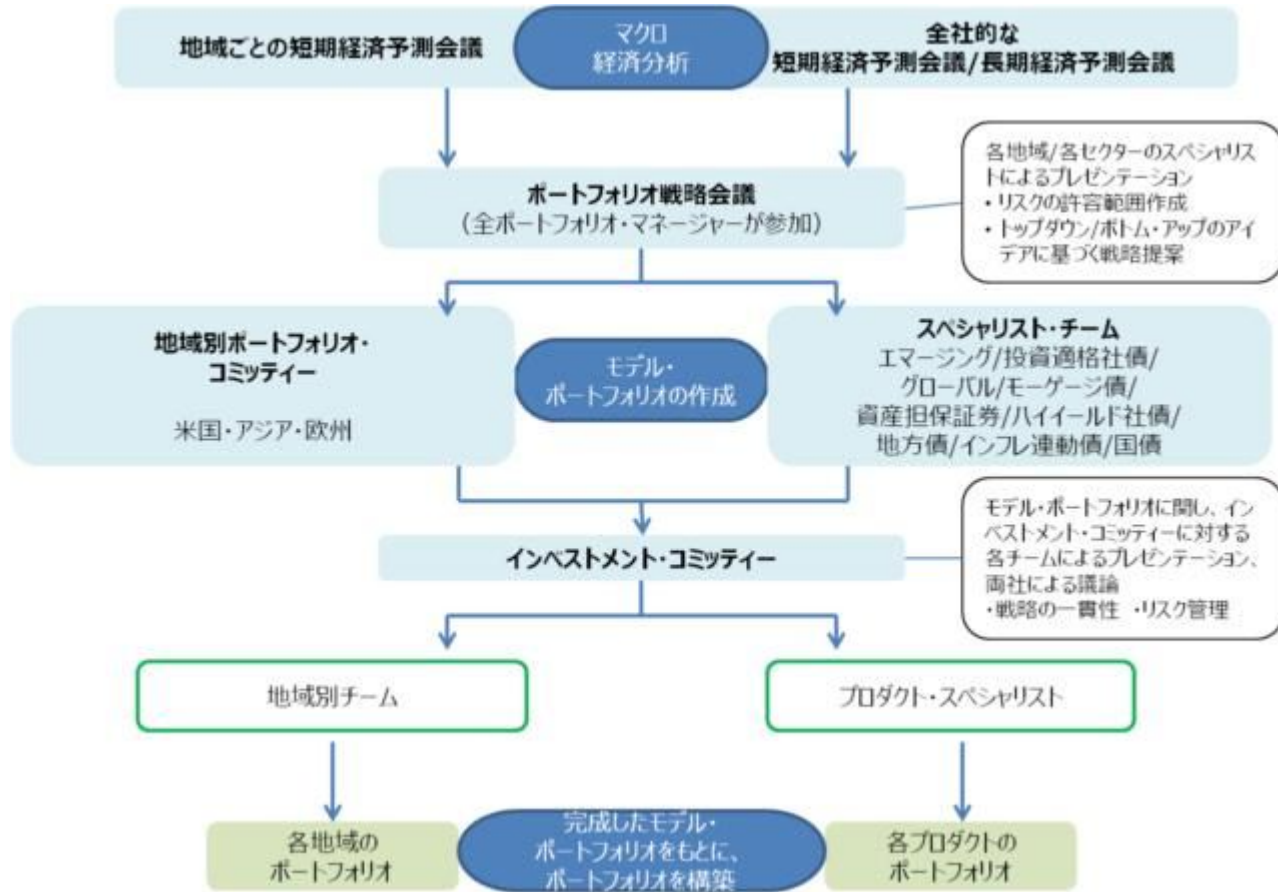 地域ごとの短期経済予測会議
マクロ
経済分析
全社的な
短期経済予測会議/長期経済予測会議
各地域/各セクターのスペシャリス
トによるプレゼンテーション
・リスクの許容範囲作成
・トップダウン/ボトム・アップのアイ
デアに基づく戦略提案
ポートフォリオ戦略会議
(全ポートフォリオ・マネージャーが参加)
地域別ポートフォリオ・
コミッティー
米国・アジア・欧州
モデル・
ポートフォリオの作成
スペシャリスト・チーム
エマージング/投資適格社債/
グローバル/モーゲージ債/
資産担保証券/ハイイールド社債/
地方債/インフレ連動債/国債
モデル・ポートフォリオに関し、イン
ベストメント・コミッティーに対する
各チームによるプレゼンテーション、
両社による議論
・戦略の一貫性 ・リスク管理
インベストメント・コミッティー
地域別チーム
プロダクト・スペシャリスト
各地域の
ポートフォリオ
完成したモデル・
ポートフォリオをもとに、
ポートフォリオを構築
各プロダクトの
ポートフォリオ